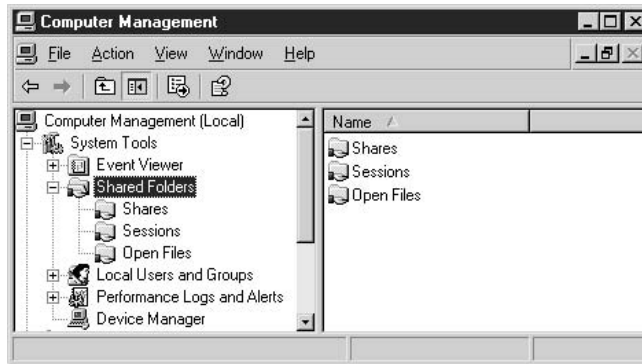 Computer Management
File Action View Window Help
Computer Management (Local)
System Tools
Event Viewer
Shared Folders
Shares
Sessions
Open Files
Local Users and Groups
Performance Logs and Alerts
Device Manager
Name
Shares
Sessions
Open Files